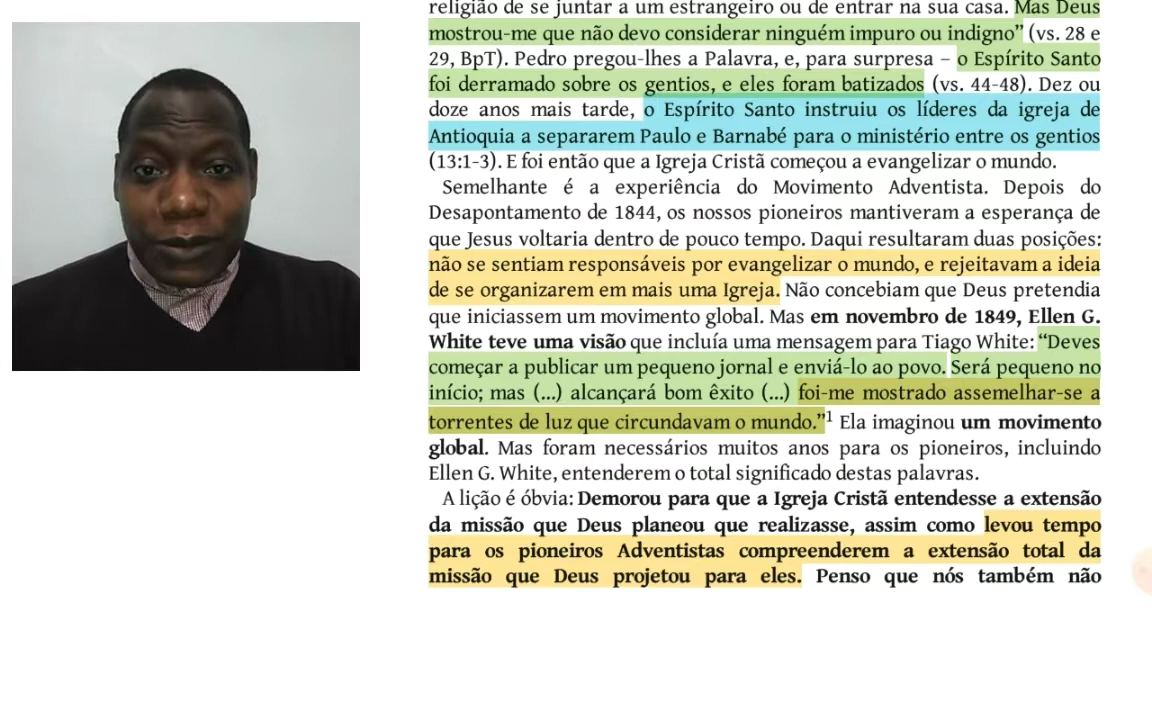 religião de se juntar a um estrangeiro ou de entrar na sua casa. Mas Deus
mostrou-me que não devo considerar ninguém impuro ou indigno” (vs. 28 e
29, BpT). Pedro pregou-lhes a Palavra, e, para surpresa – o Espírito Santo
foi derramado sobre os gentios, e eles foram batizados (vs. 44-48). Dez ou
doze anos mais tarde, o Espírito Santo instruiu os líderes da igreja de
Antioquia a separarem Paulo e Barnabé para o ministério entre os gentios
(13:1-3). E foi então que a Igreja Cristã começou a evangelizar o mundo.
Semelhante é a experiência do Movimento Adventista. Depois do
Desapontamento de 1844, os nossos pioneiros mantiveram a esperança de
que Jesus voltaria dentro de pouco tempo. Daqui resultaram duas posições:
não se sentiam responsáveis por evangelizar o mundo, e rejeitavam a ideia
de se organizarem em mais uma Igreja. Não concebiam que Deus pretendia
que iniciassem um movimento global. Mas em novembro de 1849, Ellen G.
White teve uma visão que incluía uma mensagem para Tiago White: “Deves
começar a publicar um pequeno jornal e enviá-lo ao povo. Será pequeno no
início; mas (...) alcançará bom êxito (...) foi-me mostrado assemelhar-se a
torrentes de luz que circundavam o mundo.”¹ Ela imaginou um movimento
global. Mas foram necessários muitos anos para os pioneiros, incluindo
Ellen G. White, entenderem o total significado destas palavras.
A lição é óbvia: Demorou para que a Igreja Cristã entendesse a extensão
da missão que Deus planeou que realizasse, assim como levou tempo
para os pioneiros Adventistas compreenderem a extensão total da
missão que Deus projetou para eles. Penso que nós também não